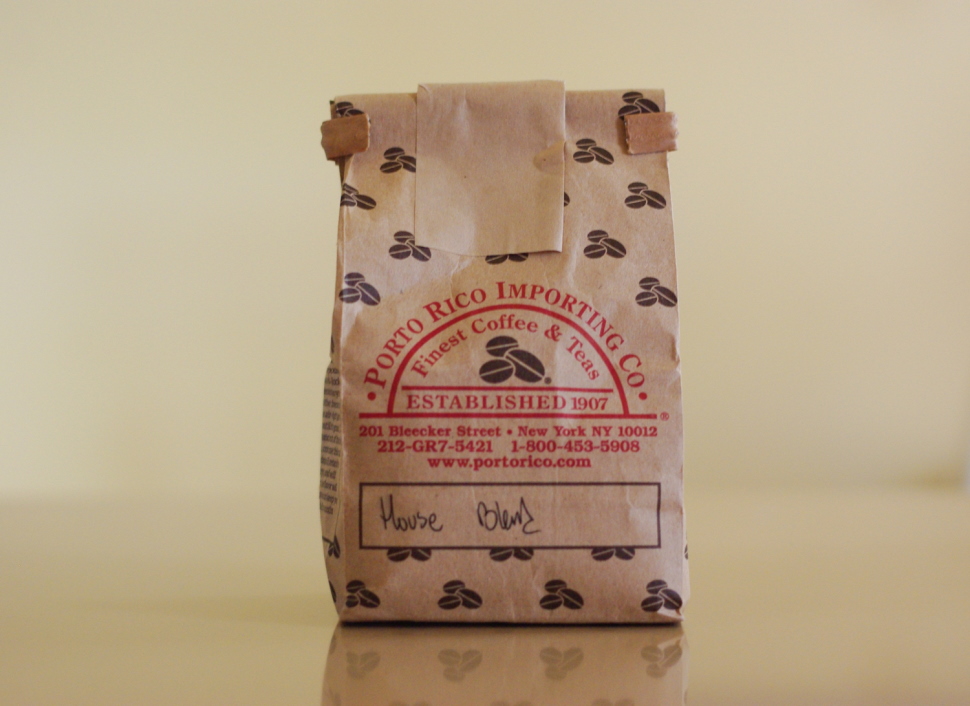 • PORTO RICO IMPORTING CO •
Finest Coffee & Teas
ESTABLISHED 1907
®
201 Bleecker Street • New York NY 10012
212-GR7-5421 1-800-453-5908
www.portorico.com
House Blend